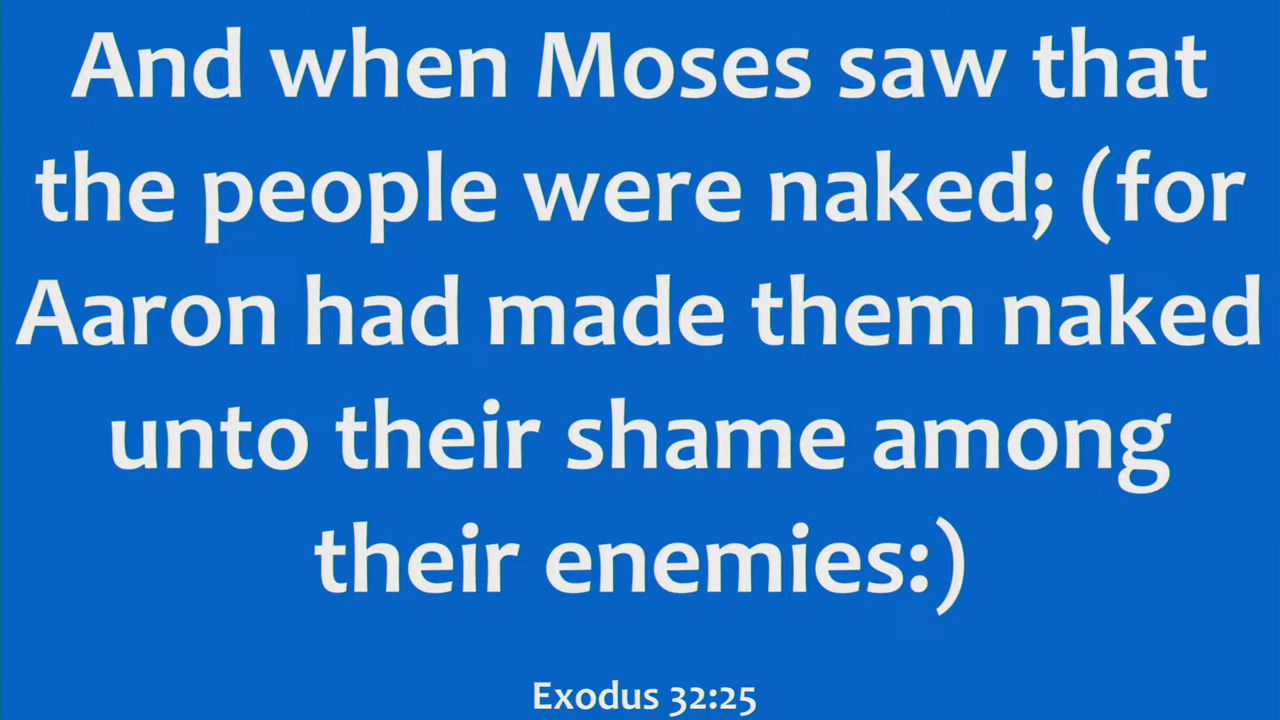 And when Moses saw that
the people were naked; (for
Aaron had made them naked
unto their shame among
their enemies:)
Exodus 32:25